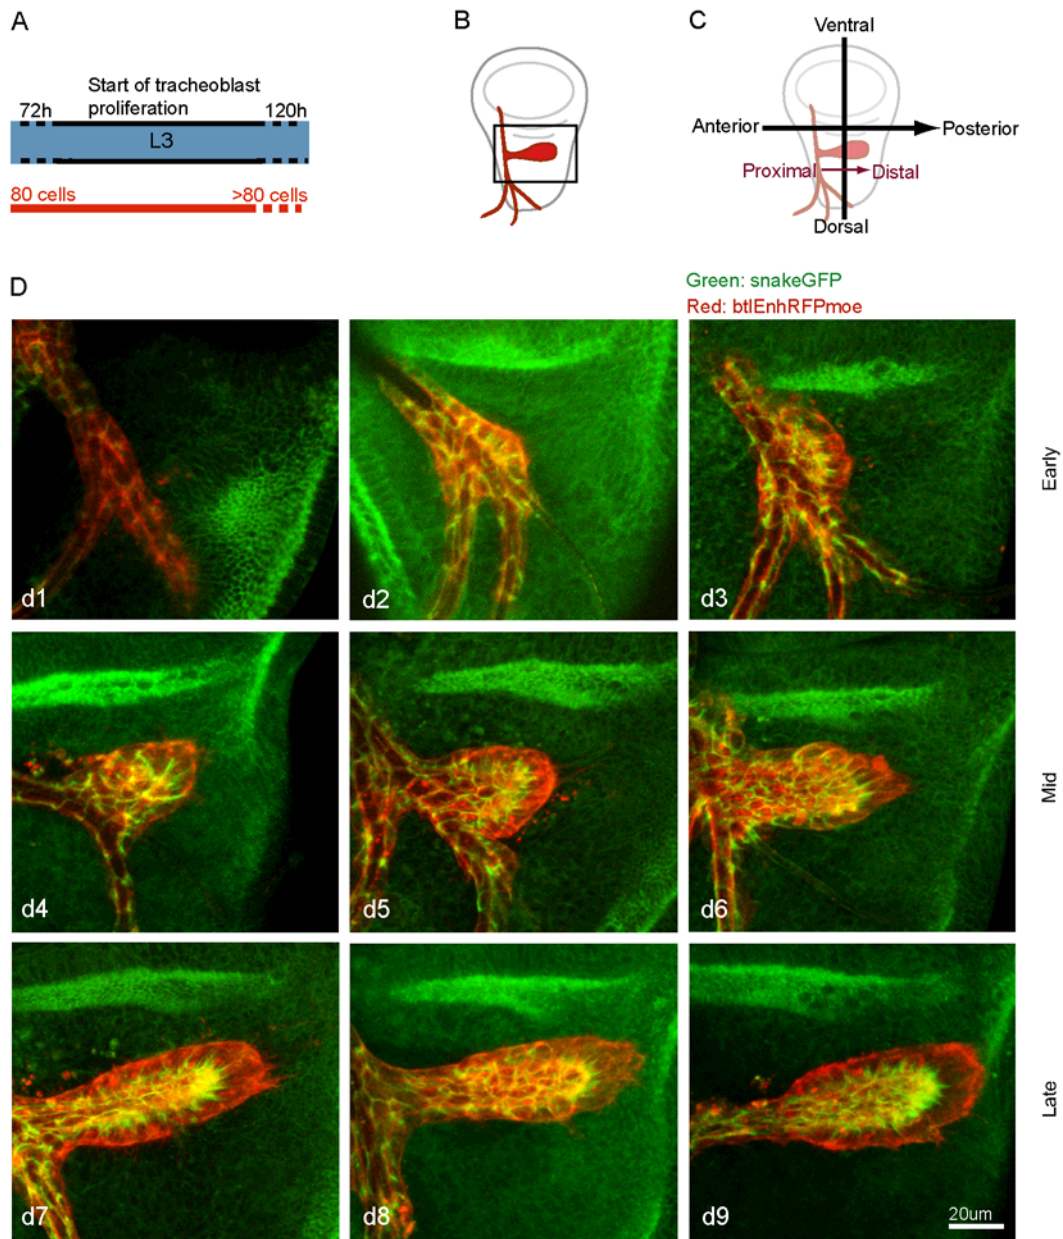 A
B
C
Start of tracheoblast
proliferation
72h
120h
L3
80 cells
>80 cells
Ventral
Anterior
Posterior
Proximal
Distal
Dorsal
D
Green: snakeGFP
Red: btlEnhRFPmoe
d1
d2
d3
Early
d4
d5
d6
Mid
d7
d8
d9
20um
Late